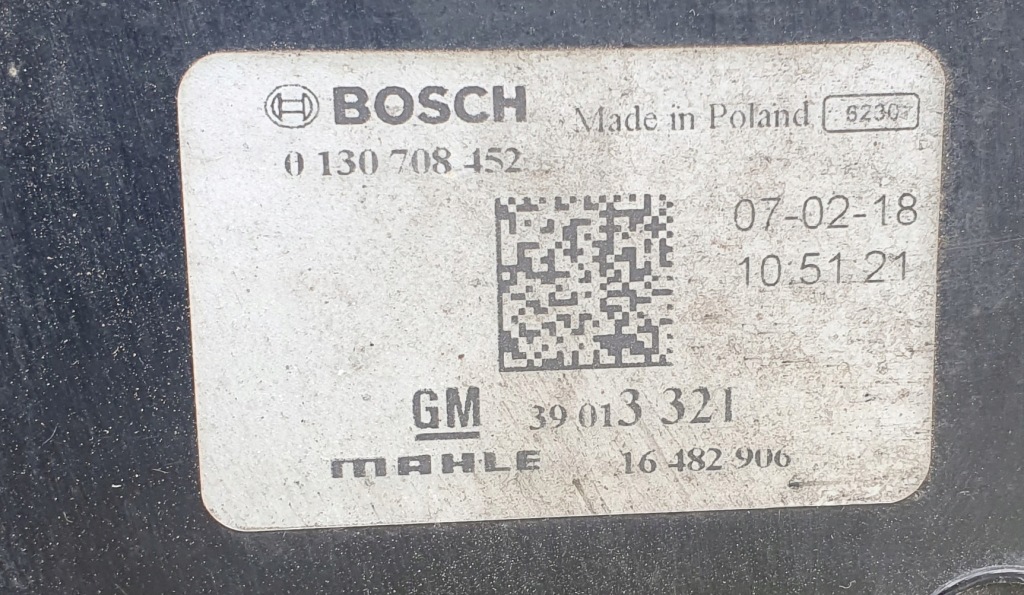 BOSCH Made in Poland 6230
0 130 708 452
07-02-18
10:51:21
GM 39 013 321
MAHLE 16 482 906